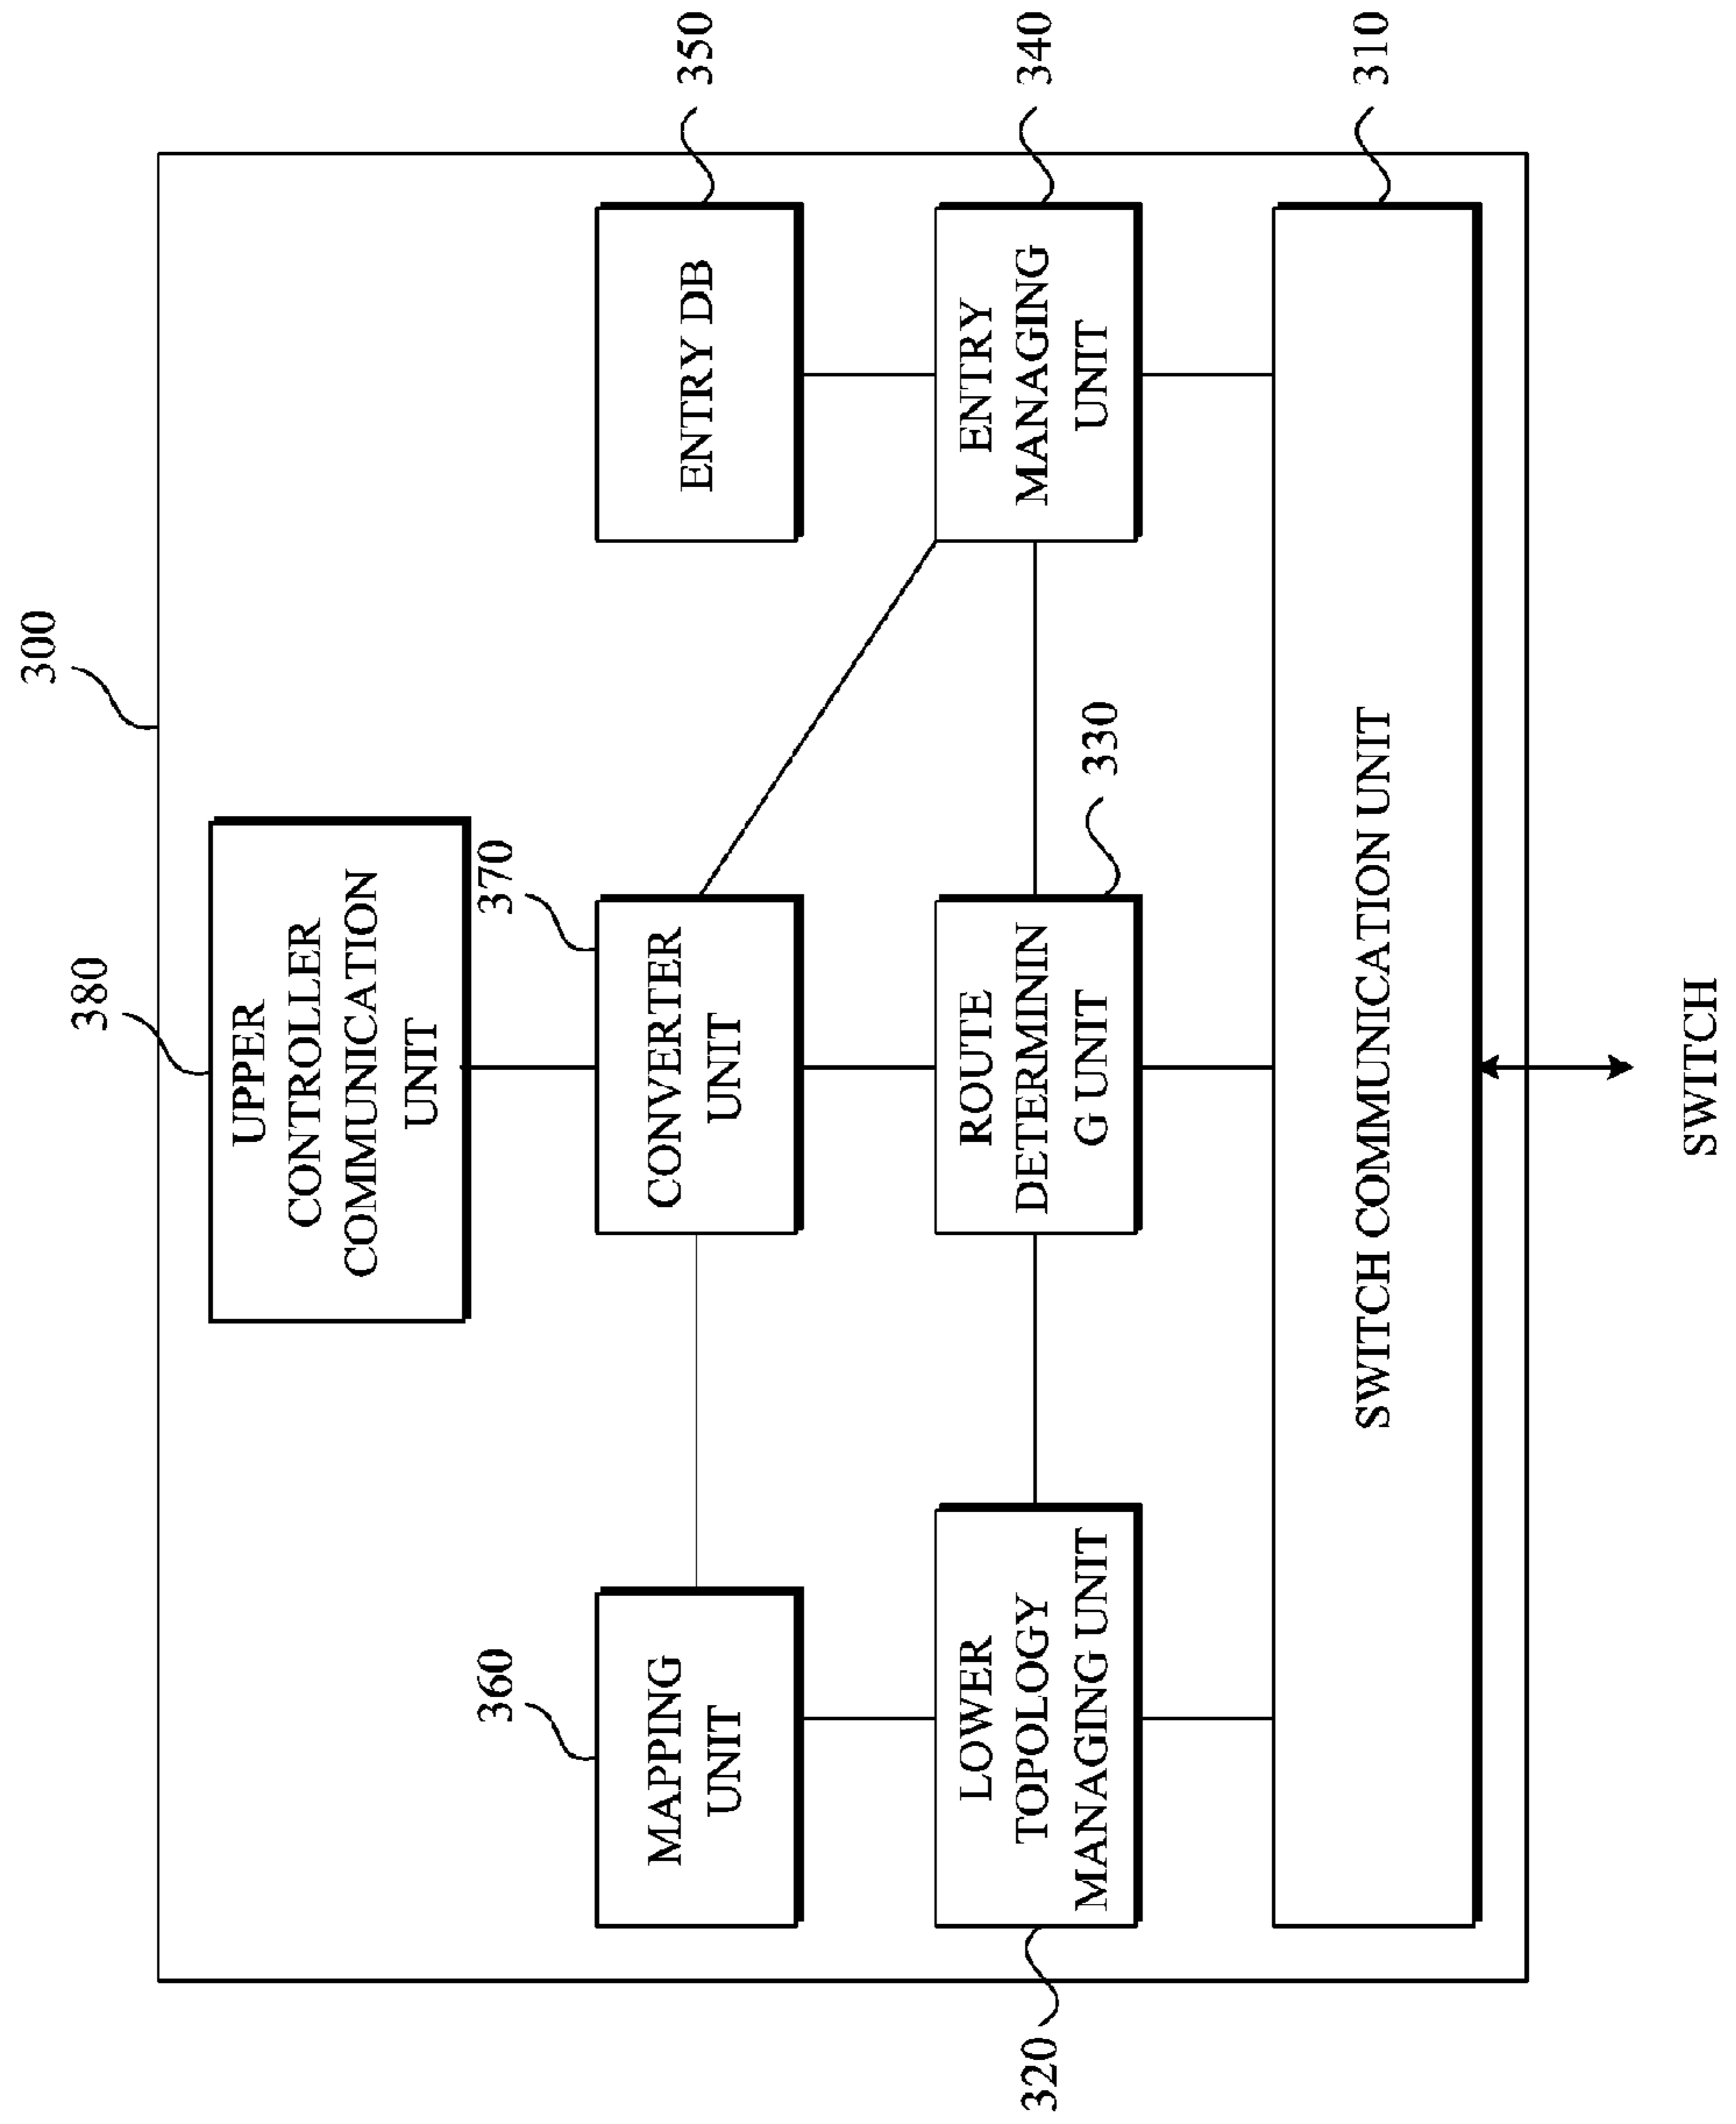 300
380
UPPER
CONTROLLER
COMMUNICATION
UNIT
360
370
350
MAPPING
UNIT
CONVERTER
UNIT
ENTRY DB
320
LOWER
TOPOLOGY
MANAGING UNIT
ROUTE
DETERMININ
G UNIT
330
ENTRY
MANAGING
UNIT
340
SWITCH COMMUNICATION UNIT
310
SWITCH